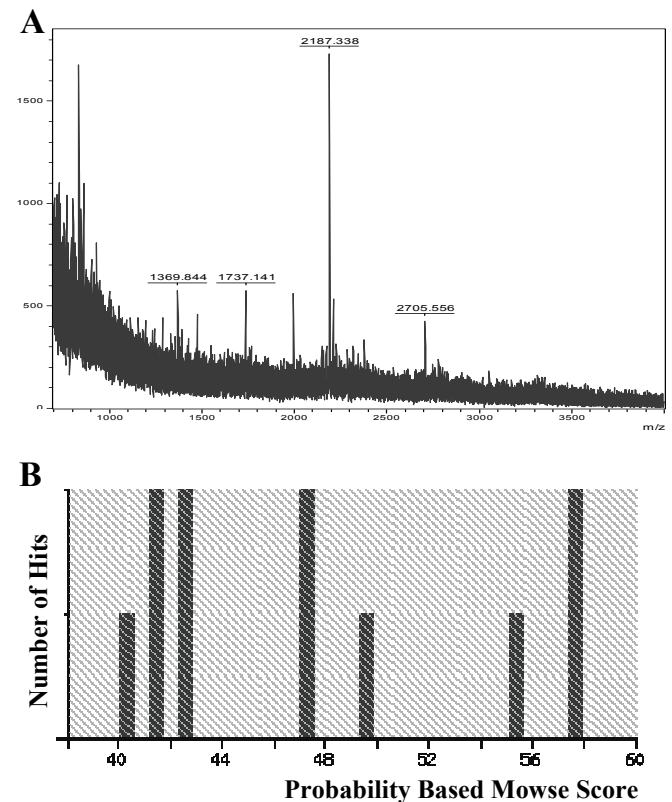 A
2187.338
1500
1000
1369.844 1737.141
500
2705.556
0
1000 1500 2000 2500 3000 3500
m/z
B
Number of Hits
40 44 48 52 56 60
Probability Based Mowse Score